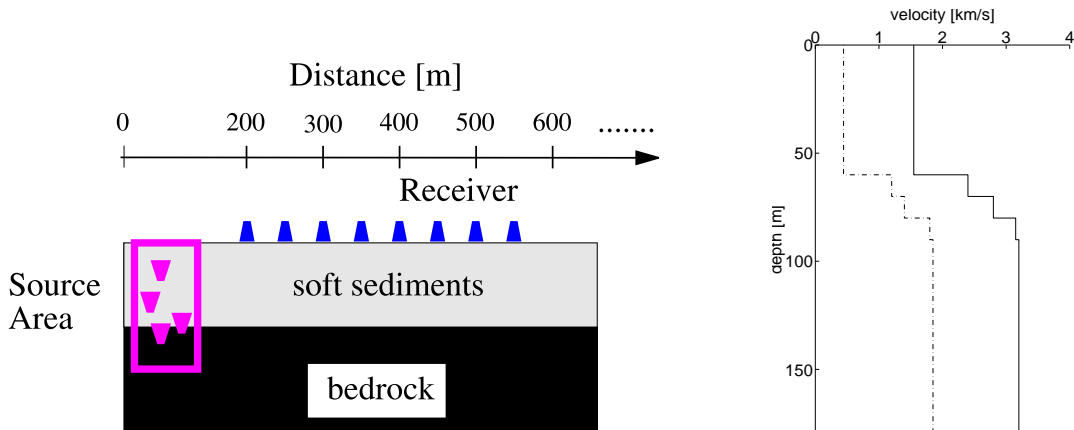 Distance [m]
0 200 300 400 500 600 .......
Receiver
Source
Area
soft sediments
bedrock
velocity [km/s]
0 1 2 3 4
0
50
100
150
depth [m]